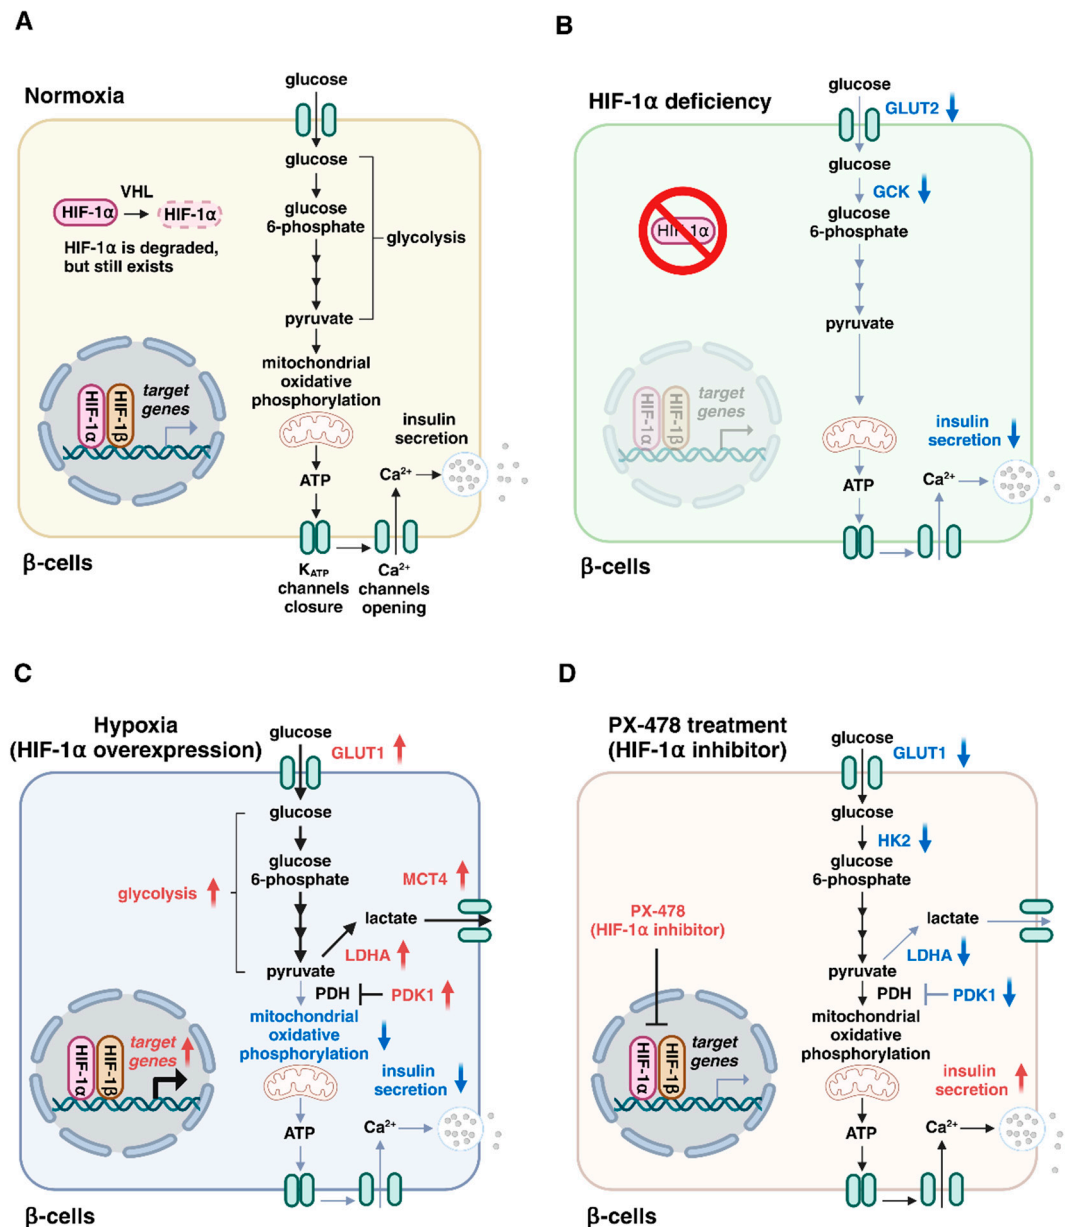 A
Normoxia
glucose
glucose
VHL
HIF-1α
HIF-1α
HIF-1α is degraded,
but still exists
glucose
6-phosphate
glycolysis
pyruvate
mitochondrial
oxidative
phosphorylation
HIF-1α
HIF-1β
target
genes
insulin
secretion
ATP
Ca²⁺
β-cells
K_ATP
channels
closure
Ca²⁺
channels
opening
B
HIF-1α deficiency
glucose
GLUT2
glucose
GCK
HIF-1α
glucose
6-phosphate
pyruvate
HIF-1α
HIF-1β
target
genes
insulin
secretion
ATP
Ca²⁺
β-cells
C
Hypoxia
(HIF-1α overexpression)
glucose
GLUT1
glucose
glucose
6-phosphate
glycolysis
MCT4
lactate
LDHA
pyruvate
PDH
PDK1
mitochondrial
oxidative
phosphorylation
HIF-1α
HIF-1β
target
genes
insulin
secretion
ATP
Ca²⁺
β-cells
D
PX-478 treatment
(HIF-1α inhibitor)
glucose
GLUT1
glucose
HK2
glucose
6-phosphate
PX-478
(HIF-1α inhibitor)
lactate
LDHA
pyruvate
PDH
PDK1
mitochondrial
oxidative
phosphorylation
HIF-1α
HIF-1β
target
genes
insulin
secretion
ATP
Ca²⁺
β-cells